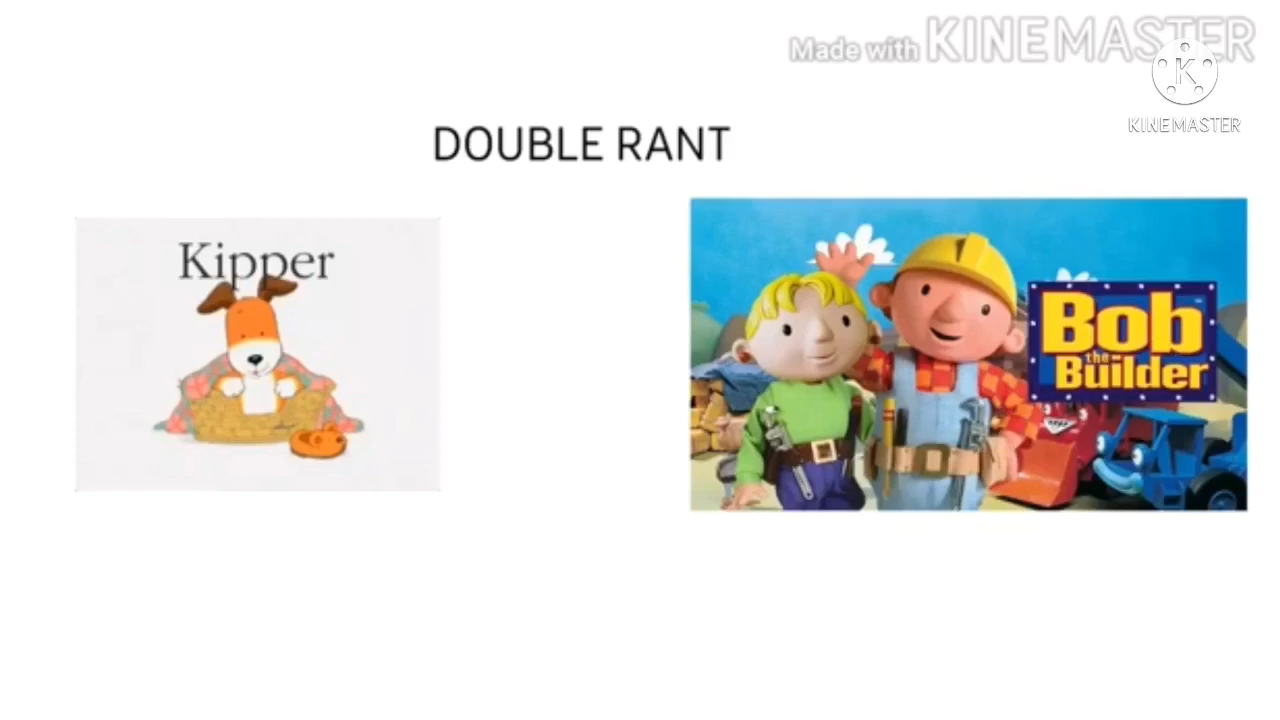 Made with KINEMASTER
KINEMASTER
DOUBLE RANT
Kipper
Bob
the
Builder